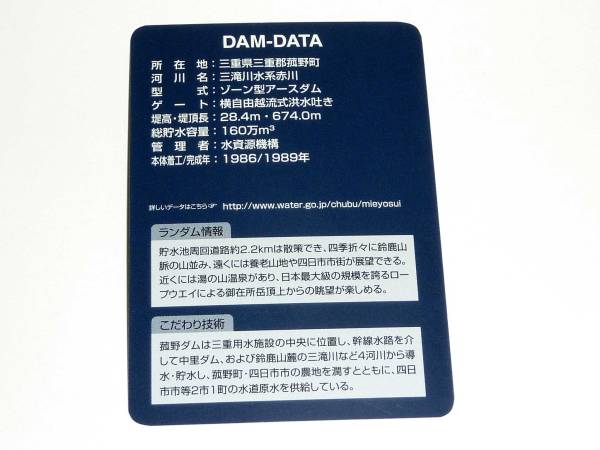 DAM-DATA
所在地：三重県三重郡菰野町
河川名：三滝川水系赤川
型式：ゾーン型アースダム
ゲート：横自由越流式洪水吐き
堤高・堤頂長：28.4m・674.0m
総貯水容量：160万m³
管理者：水資源機構
本体着工/完成年：1986/1989年
詳しいデータはこちら☞ http://www.water.go.jp/chubu/mieyosui
ランダム情報
貯水池周回道路約2.2kmは散策でき、四季折々に鈴鹿山
脈の山並み、遠くには養老山地や四日市市街が展望できる。
近くには湯の山温泉があり、日本最大級の規模を誇るロー
プウエイによる御在所岳頂上からの眺望が楽しめる。
こだわり技術
菰野ダムは三重用水施設の中央に位置し、幹線水路を介
して中里ダム、および鈴鹿山麓の三滝川など4河川から導
水・貯水し、菰野町・四日市市の農地を潤すとともに、四日
市市等2市1町の水道原水を供給している。